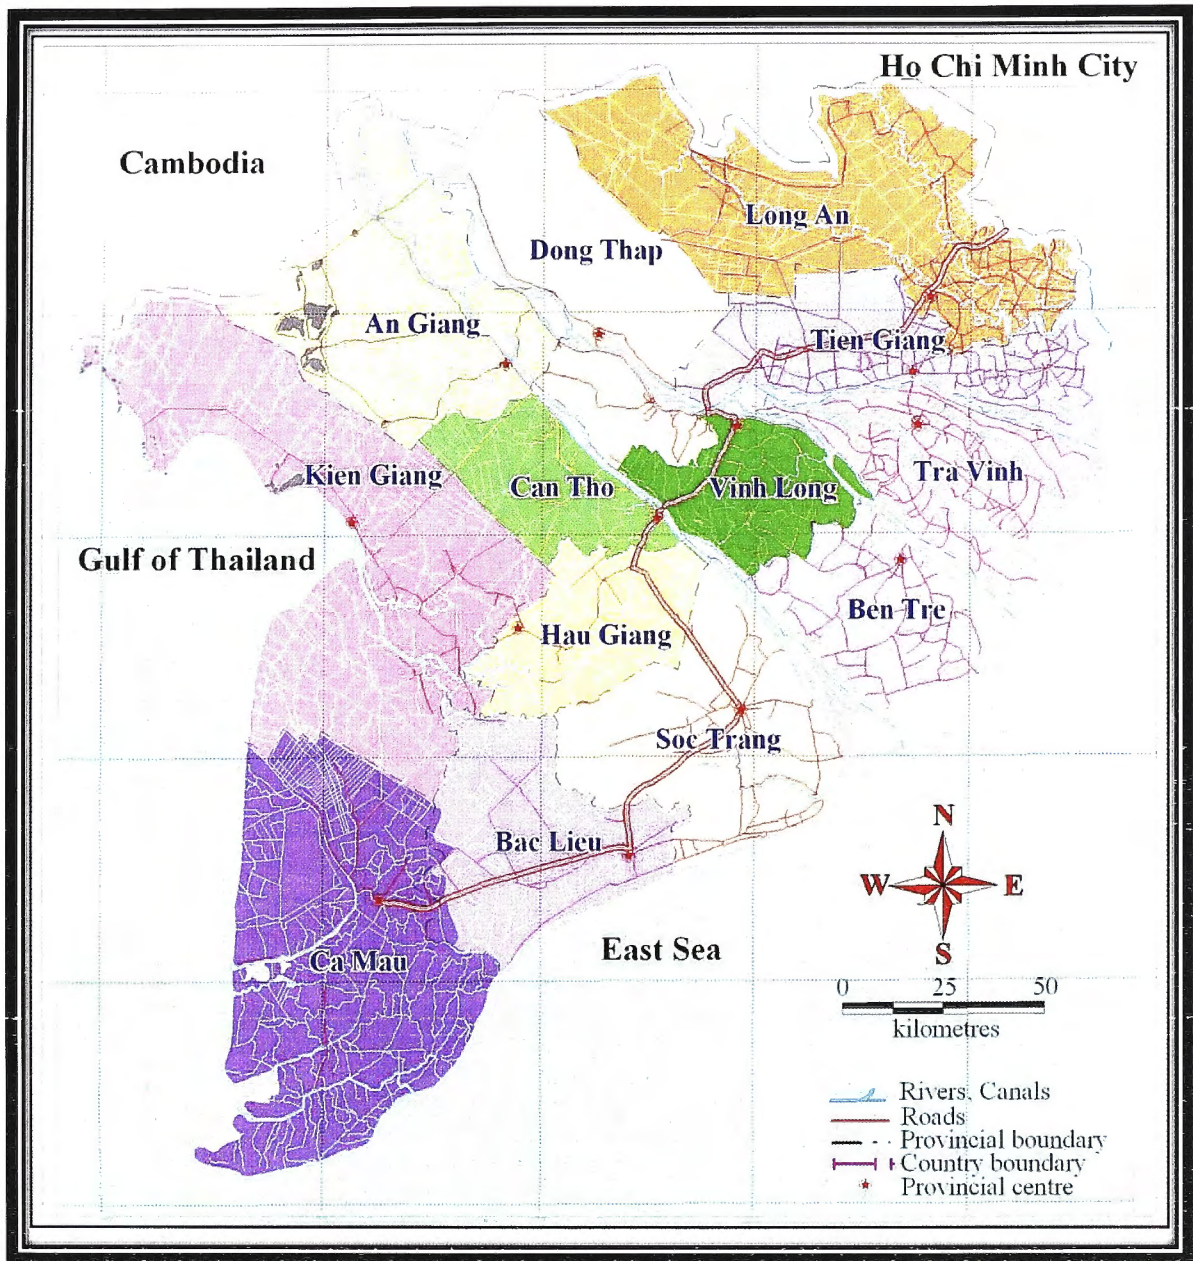 Ho Chi Minh City
Cambodia
Long An
Dong Thap
An Giang
Tien Giang
Kien Giang
Can Tho
Vinh Long
Tra Vinh
Gulf of Thailand
Ben Tre
Hau Giang
Soc Trang
Bac Lieu
Ca Mau
East Sea
N
W E
S
0 25 50
kilometres
Rivers, Canals
Roads
Provincial boundary
Country boundary
Provincial centre